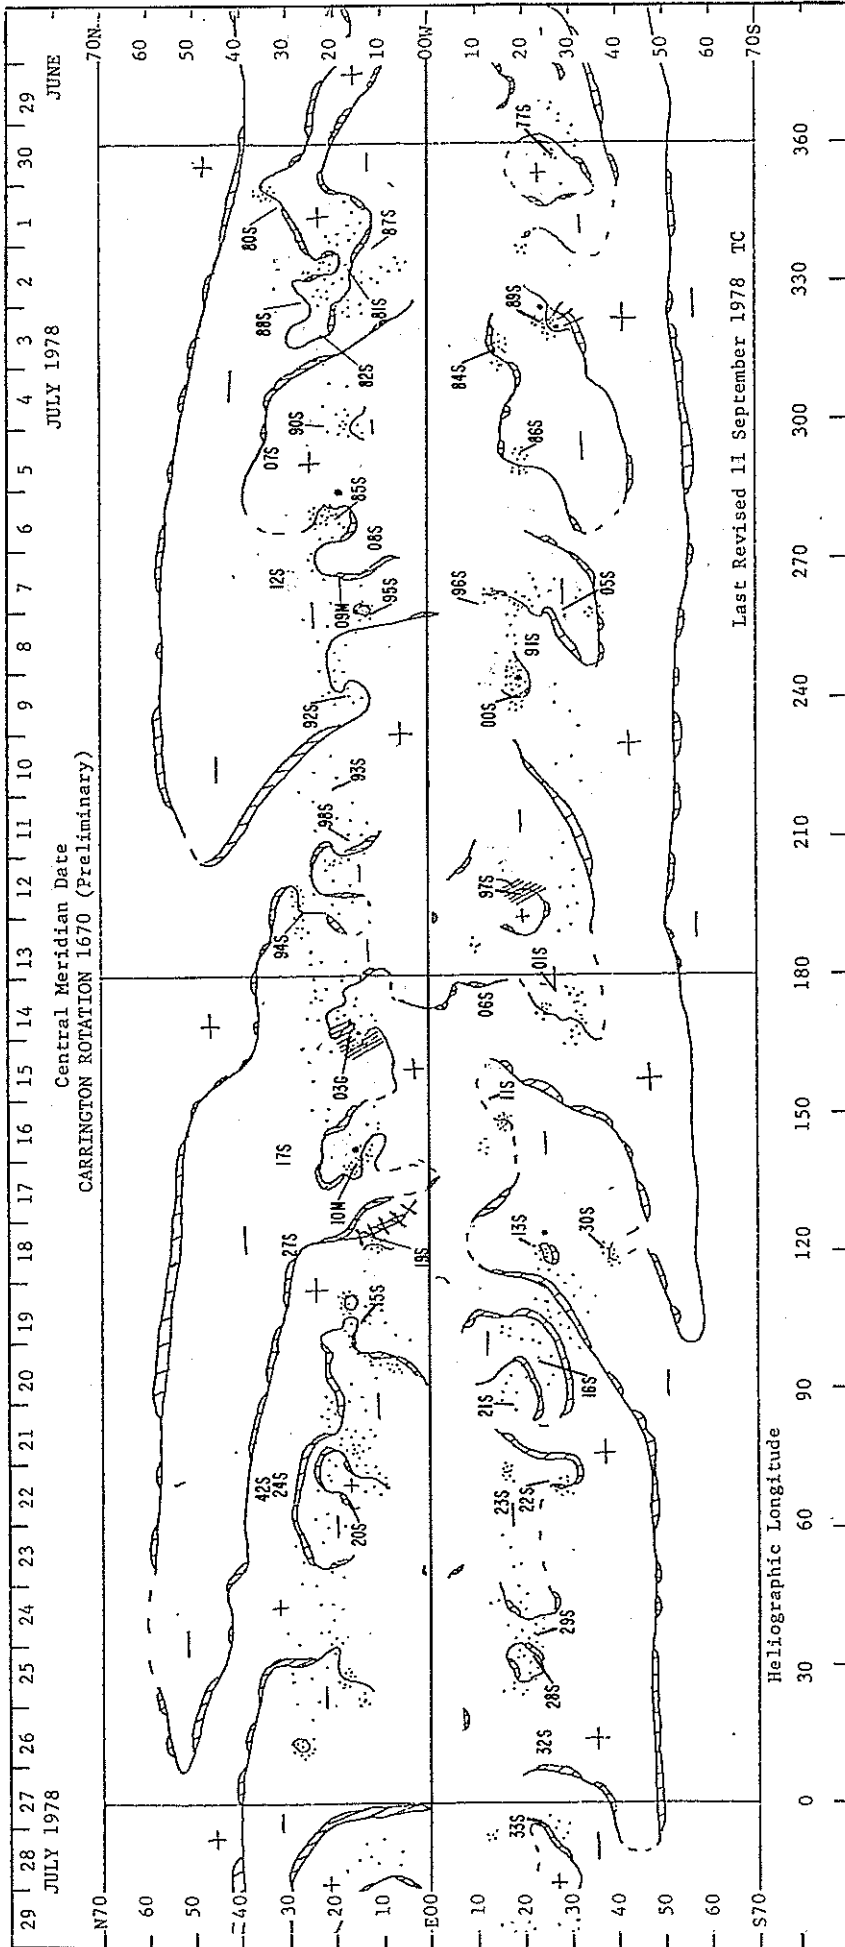 29 28 27 26 25 24 23 22 21 20 19 18 17 16 15 14 13 12 11 10 9 8 7 6 5 4 3 2 1 30 29
JULY 1978 JULY 1978 JUNE
Central Meridian Date
CARRINGTON ROTATION 1670 (Preliminary)
N70 70N
60 60
50 50
40 40
80S
42S 07S 88S
24S 27S 17S 94S 12S 90S
30 30
92S 98S 82S
20S 15S 10M 03G 93S 09M 85S 81S 87S
20 20
19S 95S 08S
10 10
E00 00W
96S 84S
10 10
06S
33S 23S 21S 11S 97S 00S 86S 89S 77S
20 20
22S 13S 01S 91S
32S 28S 29S 16S 30S 05S
30 30
40 40
50 50
60 60
S70 70S
Last Revised 11 September 1978 TC
Heliographic Longitude
0 30 60 90 120 150 180 210 240 270 300 330 360